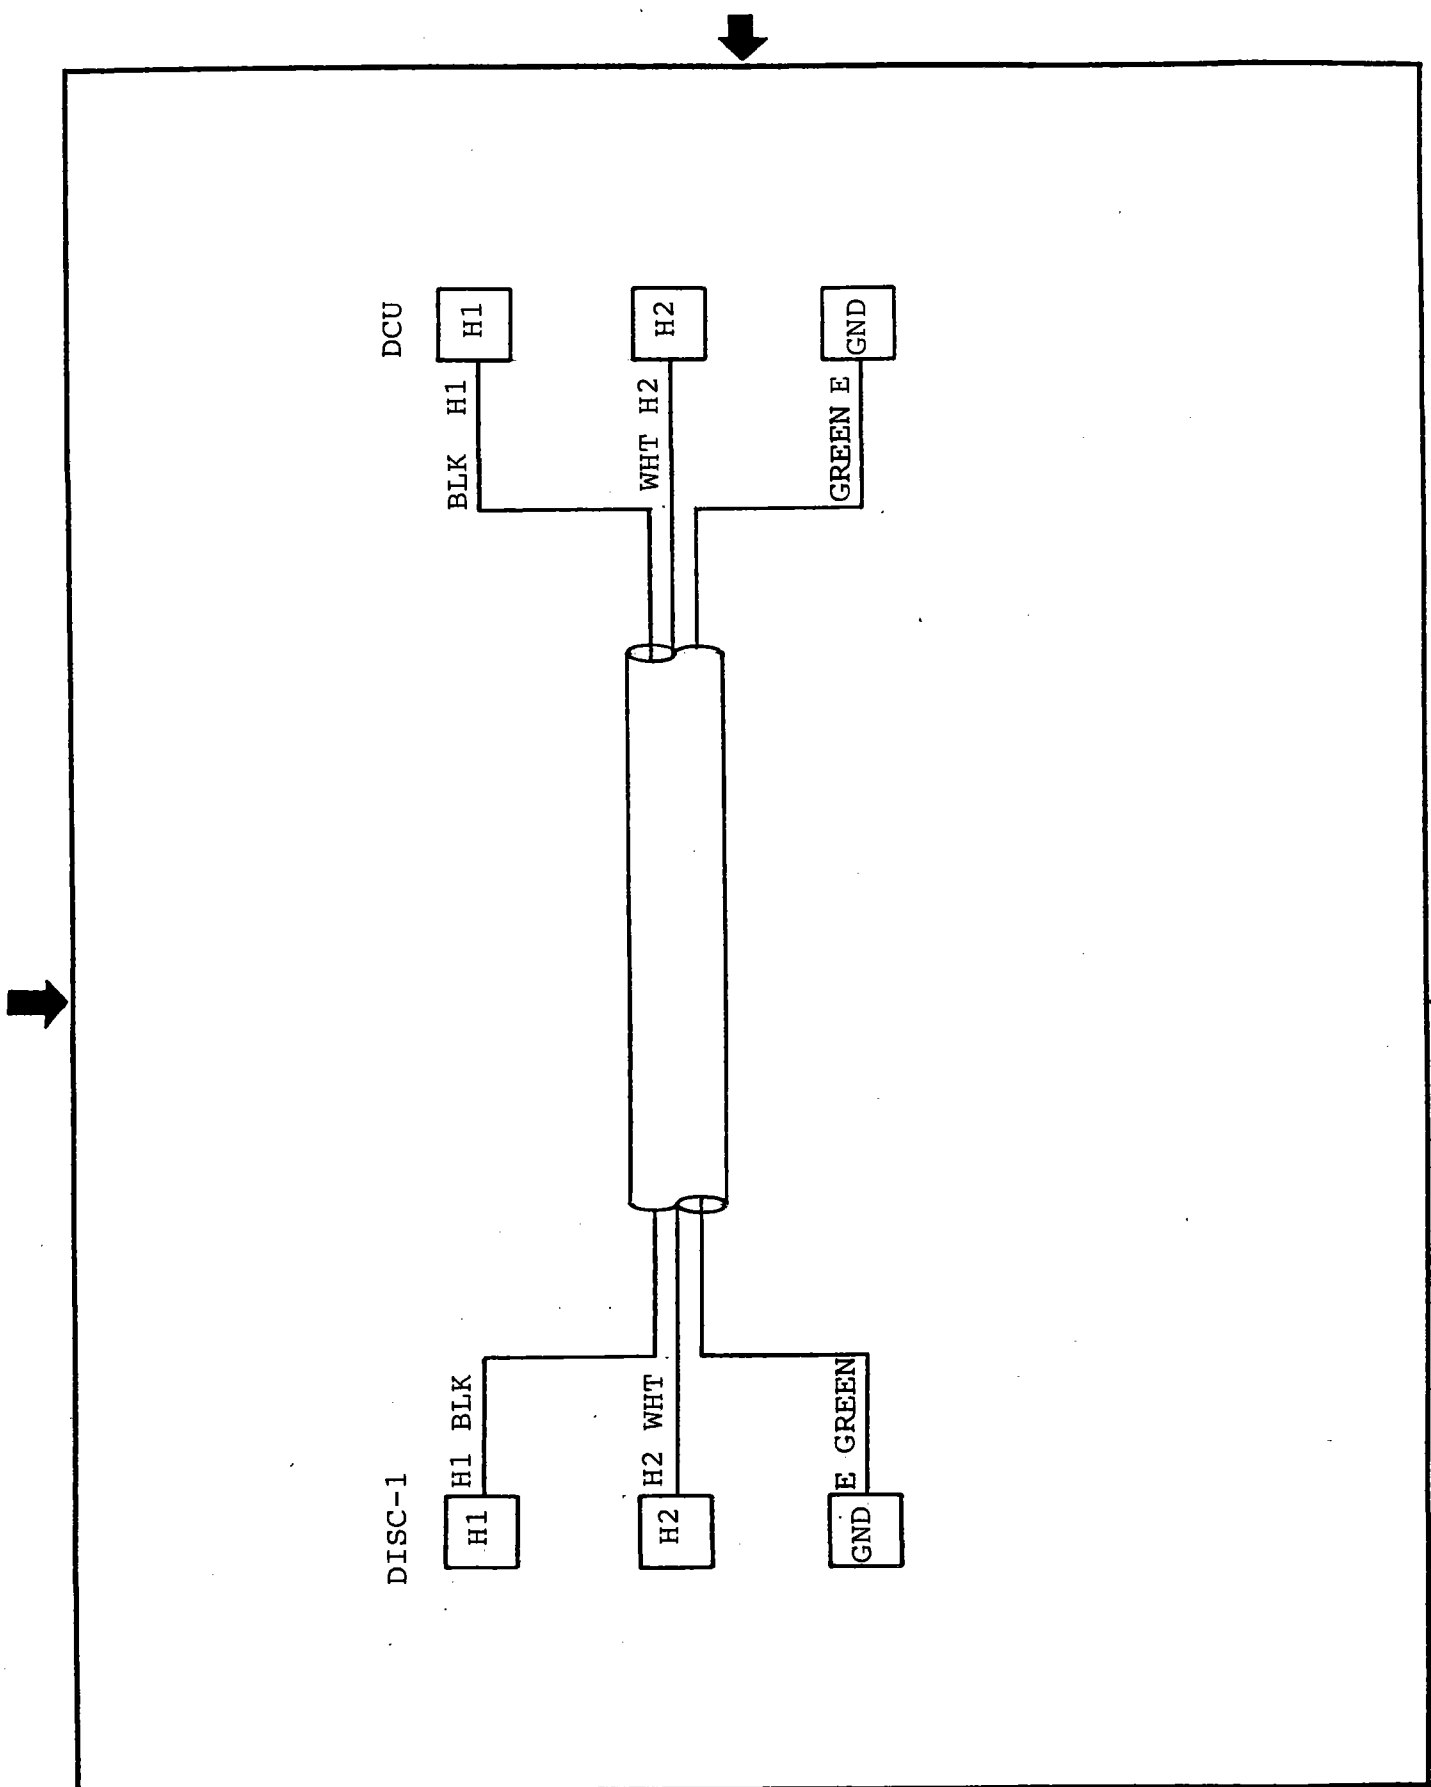 DISC-1
DCU
H1
H1 BLK
BLK H1
H1
H2
H2 WHT
WHT H2
H2
GND
E GREEN
GREEN E
GND